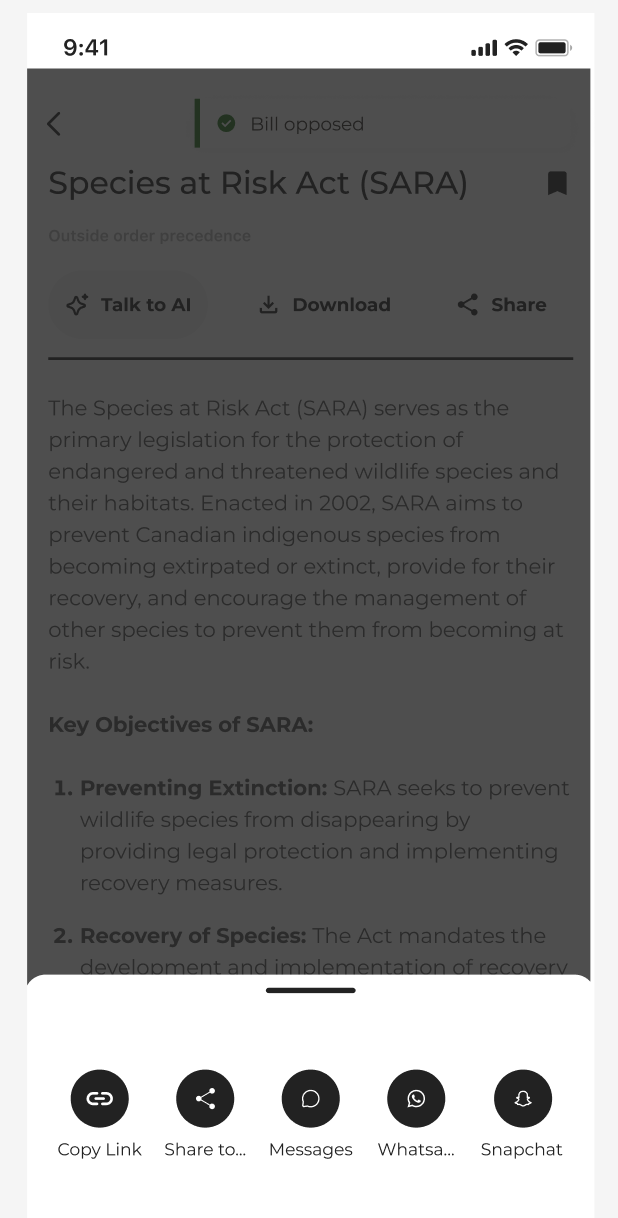 9:41
Bill opposed
Species at Risk Act (SARA)
Outside order precedence
Talk to AI
Download
Share
The Species at Risk Act (SARA) serves as the
primary legislation for the protection of
endangered and threatened wildlife species and
their habitats. Enacted in 2002, SARA aims to
prevent Canadian indigenous species from
becoming extirpated or extinct, provide for their
recovery, and encourage the management of
other species to prevent them from becoming at
risk.
Key Objectives of SARA:
1. Preventing Extinction: SARA seeks to prevent
wildlife species from disappearing by
providing legal protection and implementing
recovery measures.
2. Recovery of Species: The Act mandates the
development and implementation of recovery
Copy Link
Share to...
Messages
Whatsa...
Snapchat